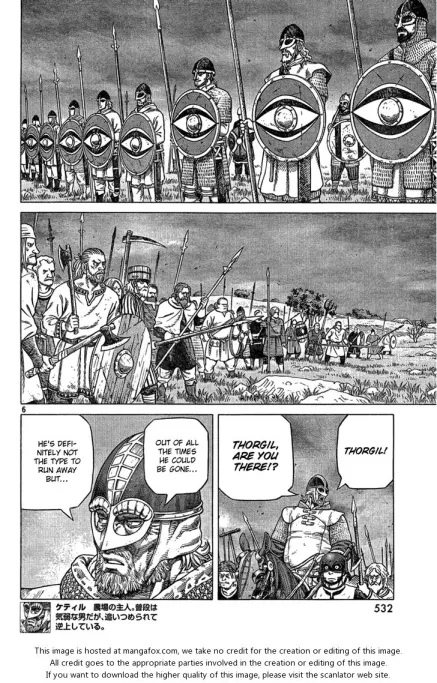 6
THORGIL!
THORGIL,
ARE YOU
THERE!?
OUT OF ALL
THE TIMES
HE COULD
BE GONE...
HE'S DEFI-
NITELY NOT
THE TYPE TO
RUN AWAY
BUT...
ケティル 農場の主人。普段は
気弱な男だが、追いつめられて
逆上している。
532
This image is hosted at mangafox.com, we take no credit for the creation or editing of this image.
All credit goes to the appropriate parties involved in the creation or editing of this image.
If you want to download the higher quality of this image, please visit the scanlator web site.